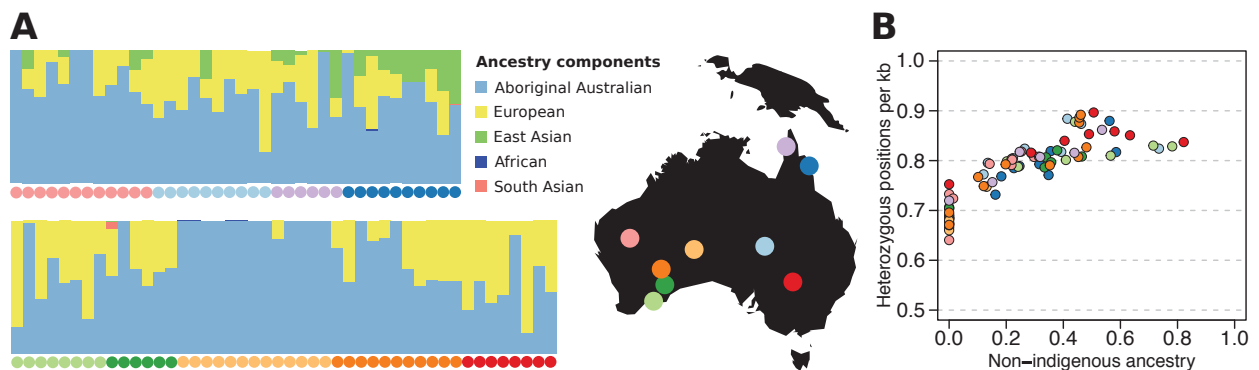 A
Ancestry components
Aboriginal Australian
European
East Asian
African
South Asian
B
Heterozygous positions per kb
1.0
0.9
0.8
0.7
0.6
0.5
0.0 0.2 0.4 0.6 0.8 1.0
Non−indigenous ancestry